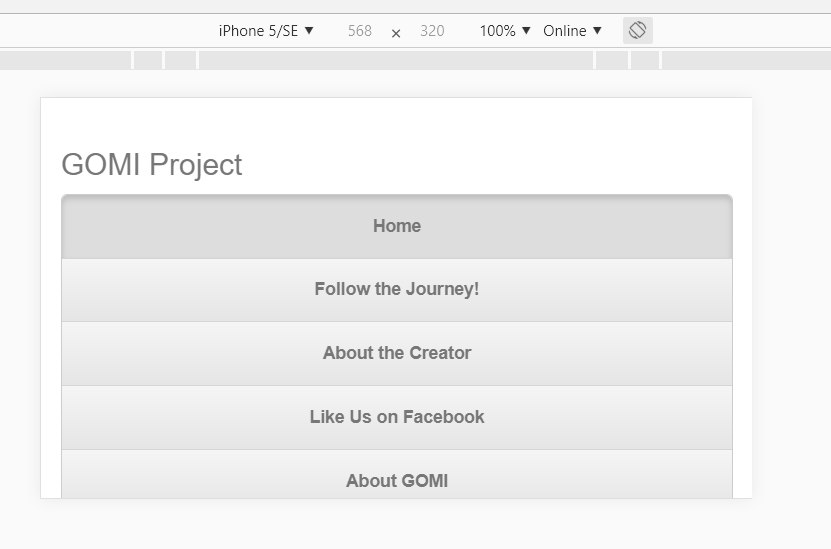 iPhone 5/SE ▼ 568 × 320 100% ▼ Online ▼
GOMI Project
Home
Follow the Journey!
About the Creator
Like Us on Facebook
About GOMI